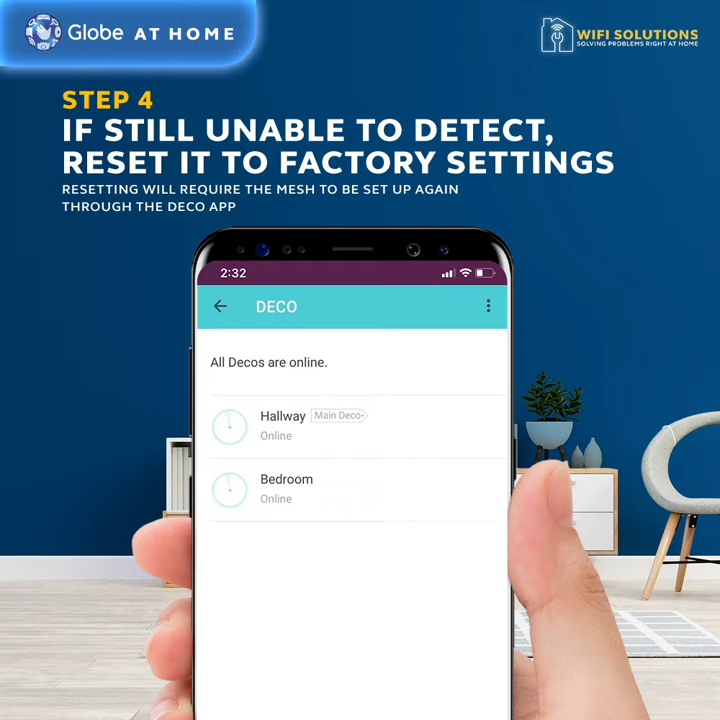 Globe AT HOME
WIFI SOLUTIONS
SOLVING PROBLEMS RIGHT AT HOME
STEP 4
IF STILL UNABLE TO DETECT,
RESET IT TO FACTORY SETTINGS
RESETTING WILL REQUIRE THE MESH TO BE SET UP AGAIN
THROUGH THE DECO APP
2:32
DECO
All Decos are online.
Hallway Main Deco
Online
Bedroom
Online